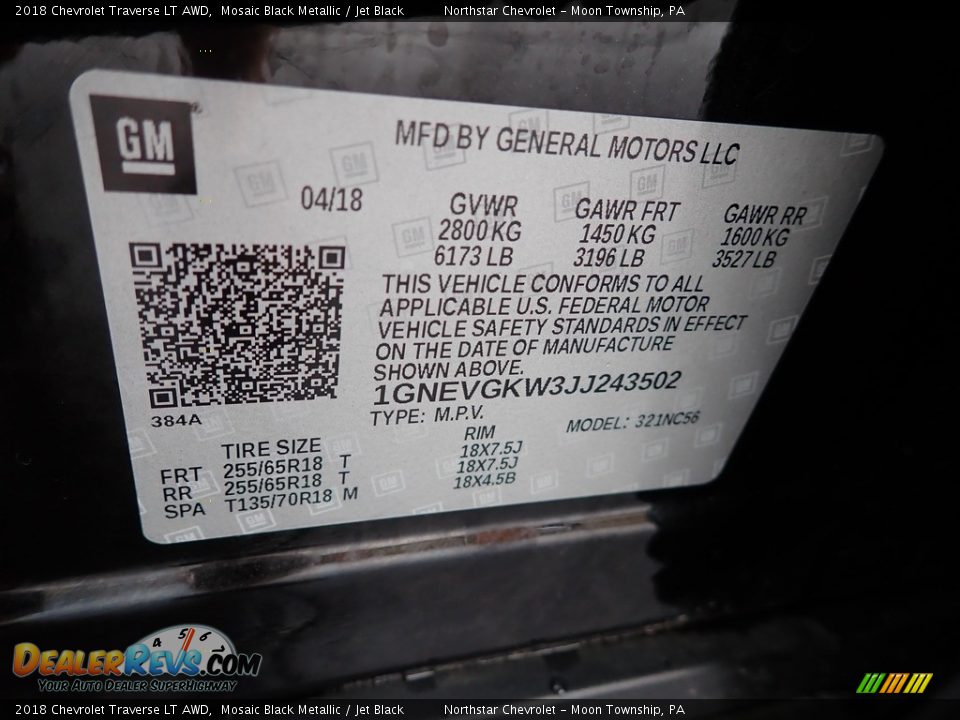 2018 Chevrolet Traverse LT AWD,  Mosaic Black Metallic / Jet Black  Northstar Chevrolet – Moon Township, PA
GM
MFD BY GENERAL MOTORS LLC
04/18
GVWR  GAWR FRT  GAWR RR
2800 KG  1450 KG  1600 KG
6173 LB  3196 LB  3527 LB
THIS VEHICLE CONFORMS TO ALL
APPLICABLE U.S. FEDERAL MOTOR
VEHICLE SAFETY STANDARDS IN EFFECT
ON THE DATE OF MANUFACTURE
SHOWN ABOVE.
1GNEVGKW3JJ243502
384A
TYPE: M.P.V.  MODEL: 321NC56
TIRE SIZE  RIM
FRT  255/65R18  T  18X7.5J
RR  255/65R18  T  18X7.5J
SPA  T135/70R18  M  18X4.5B
4 5 6
DealerRevs.com
Your Auto Dealer SuperHighway
2018 Chevrolet Traverse LT AWD,  Mosaic Black Metallic / Jet Black  Northstar Chevrolet – Moon Township, PA